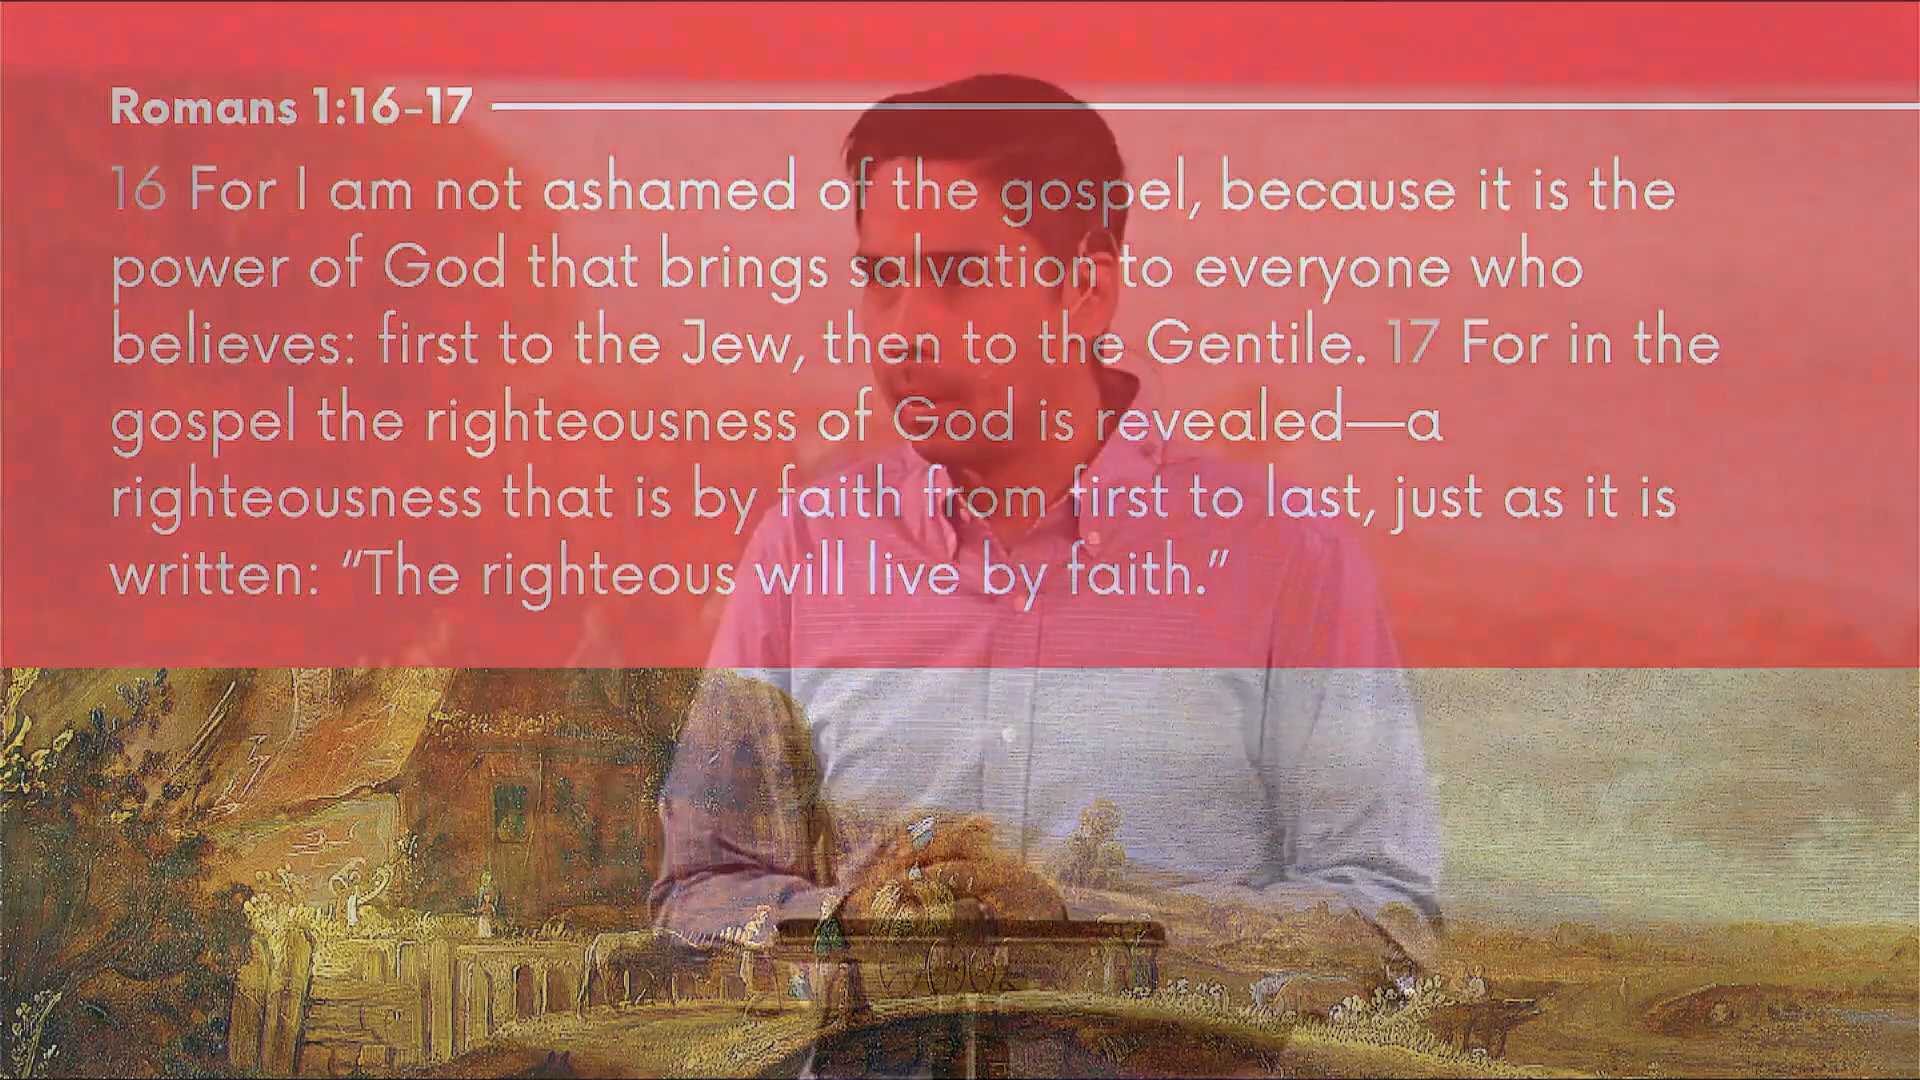 Romans 1:16-17
16 For I am not ashamed of the gospel, because it is the
power of God that brings salvation to everyone who
believes: first to the Jew, then to the Gentile. 17 For in the
gospel the righteousness of God is revealed—a
righteousness that is by faith from first to last, just as it is
written: “The righteous will live by faith.”